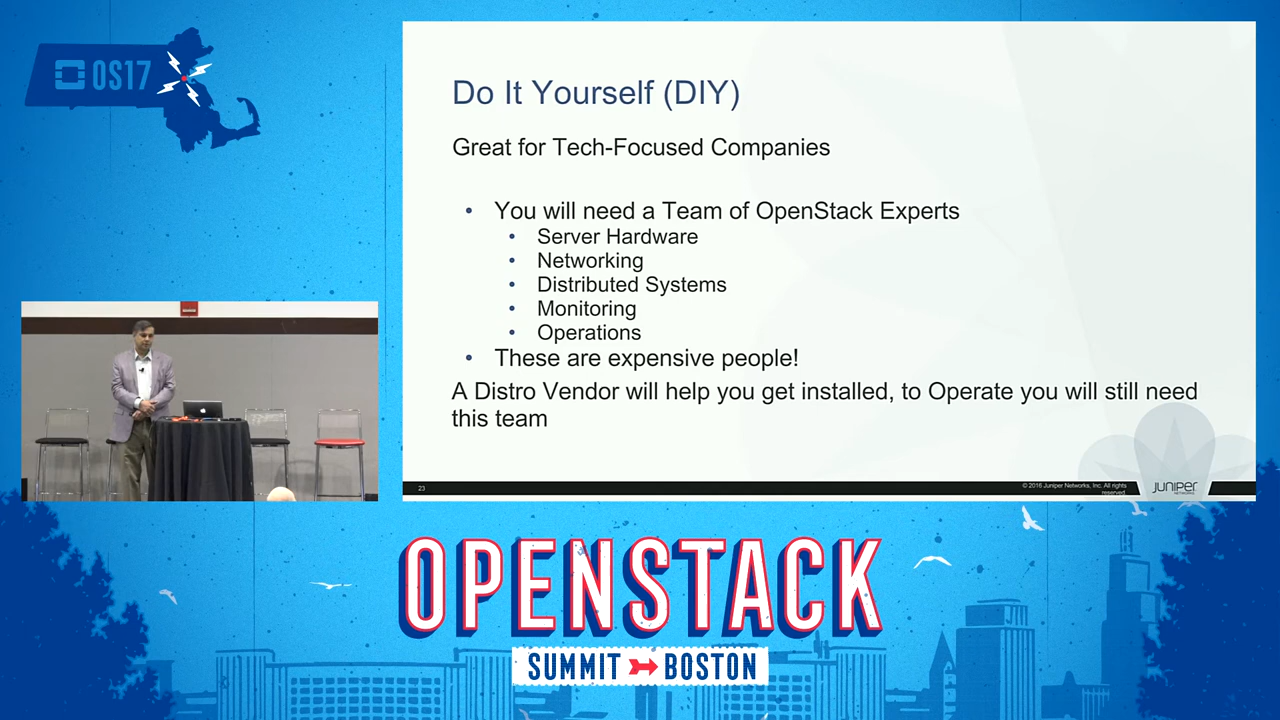 OS17
Do It Yourself (DIY)
Great for Tech-Focused Companies
• You will need a Team of OpenStack Experts
• Server Hardware
• Networking
• Distributed Systems
• Monitoring
• Operations
• These are expensive people!
A Distro Vendor will help you get installed, to Operate you will still need
this team
23
© 2016 Juniper Networks, Inc. All rights
reserved.
JUNIPER
NETWORKS
OPENSTACK
SUMMIT BOSTON